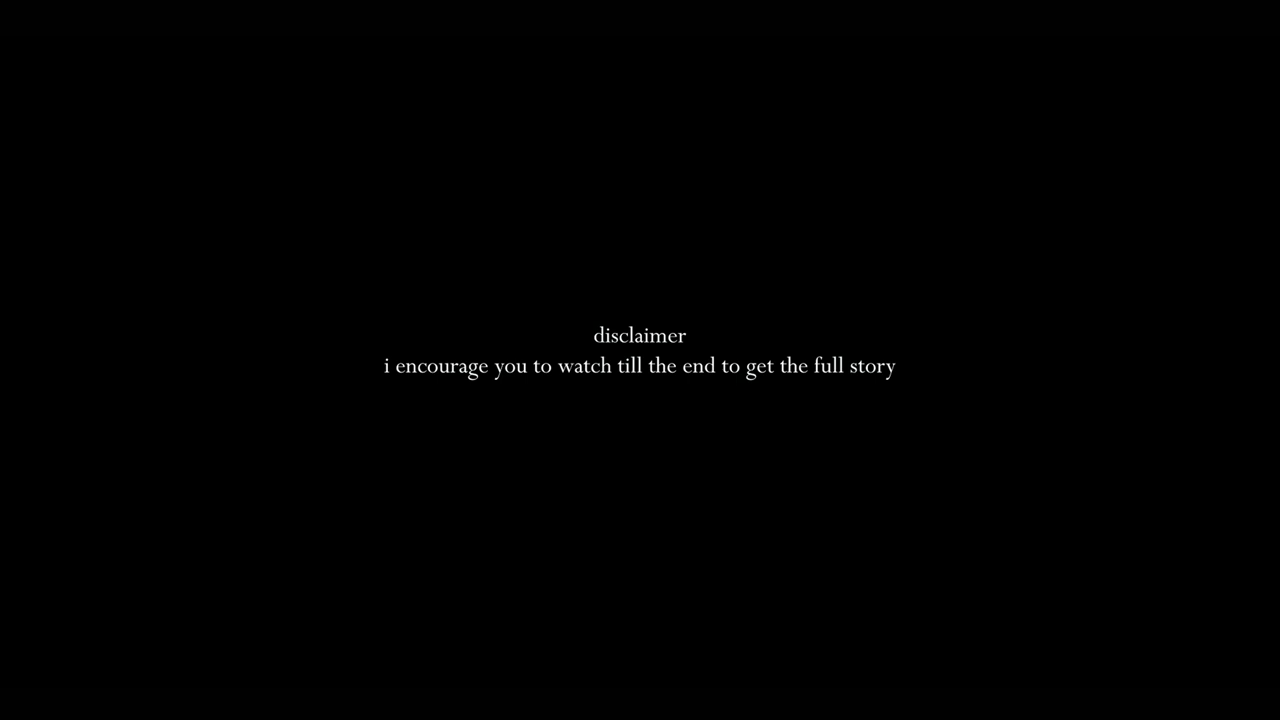 disclaimer
i encourage you to watch till the end to get the full story